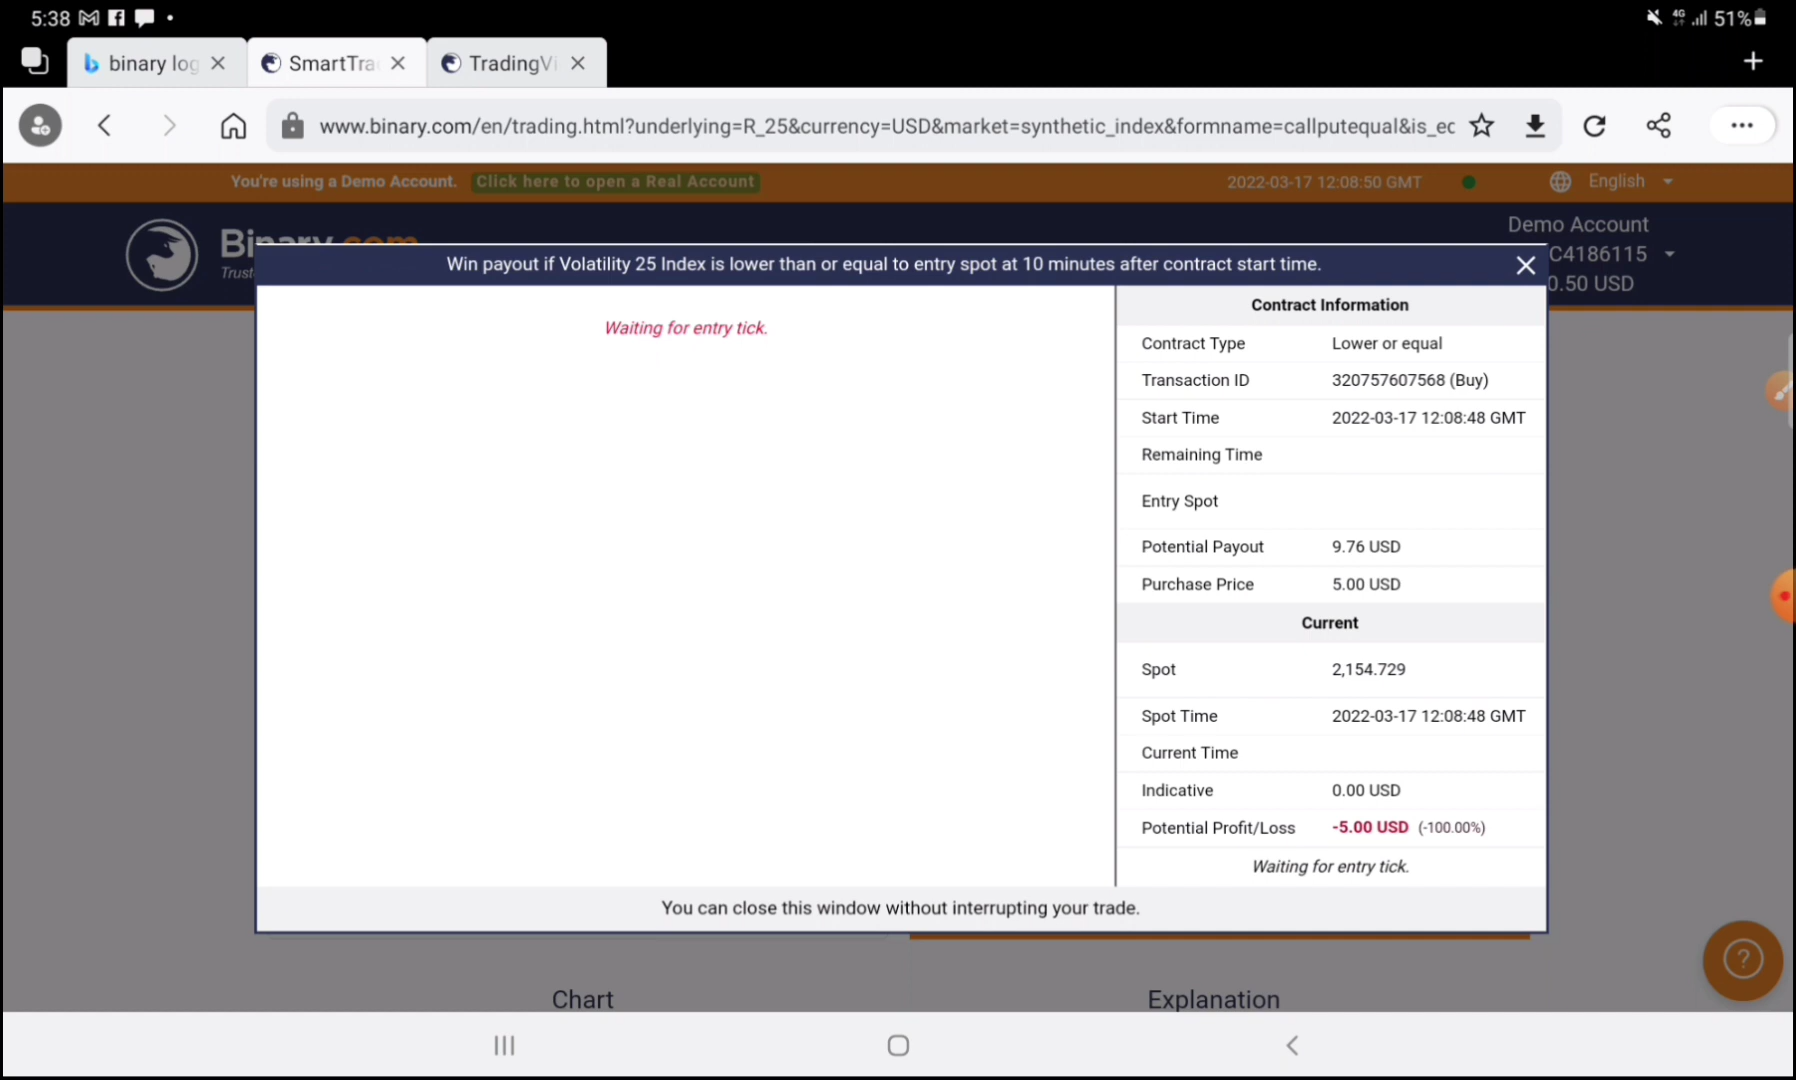 5:38
4G 51%
binary log
SmartTra
TradingVi
www.binary.com/en/trading.html?underlying=R_25&currency=USD&market=synthetic_index&formname=callputequal&is_ec
You're using a Demo Account. Click here to open a Real Account 2022-03-17 12:08:50 GMT English
Demo Account
Binary.com
C4186115
Trust
0.50 USD
Win payout if Volatility 25 Index is lower than or equal to entry spot at 10 minutes after contract start time.
Waiting for entry tick.
Contract Information
Contract Type Lower or equal
Transaction ID 320757607568 (Buy)
Start Time 2022-03-17 12:08:48 GMT
Remaining Time
Entry Spot
Potential Payout 9.76 USD
Purchase Price 5.00 USD
Current
Spot 2,154.729
Spot Time 2022-03-17 12:08:48 GMT
Current Time
Indicative 0.00 USD
Potential Profit/Loss -5.00 USD (-100.00%)
Waiting for entry tick.
You can close this window without interrupting your trade.
Chart
Explanation